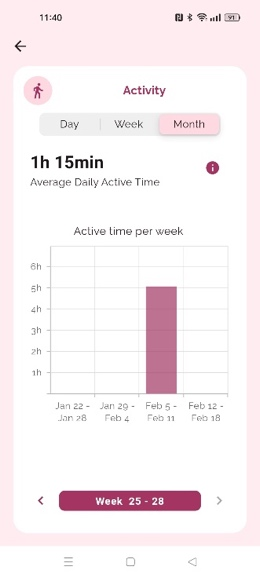 11:40
91
Activity
Day Week Month
1h 15min
Average Daily Active Time
Active time per week
6h
5h
4h
3h
2h
1h
Jan 22 - Jan 29 - Feb 5 - Feb 12 -
Jan 28 Feb 4 Feb 11 Feb 18
Week 25 - 28